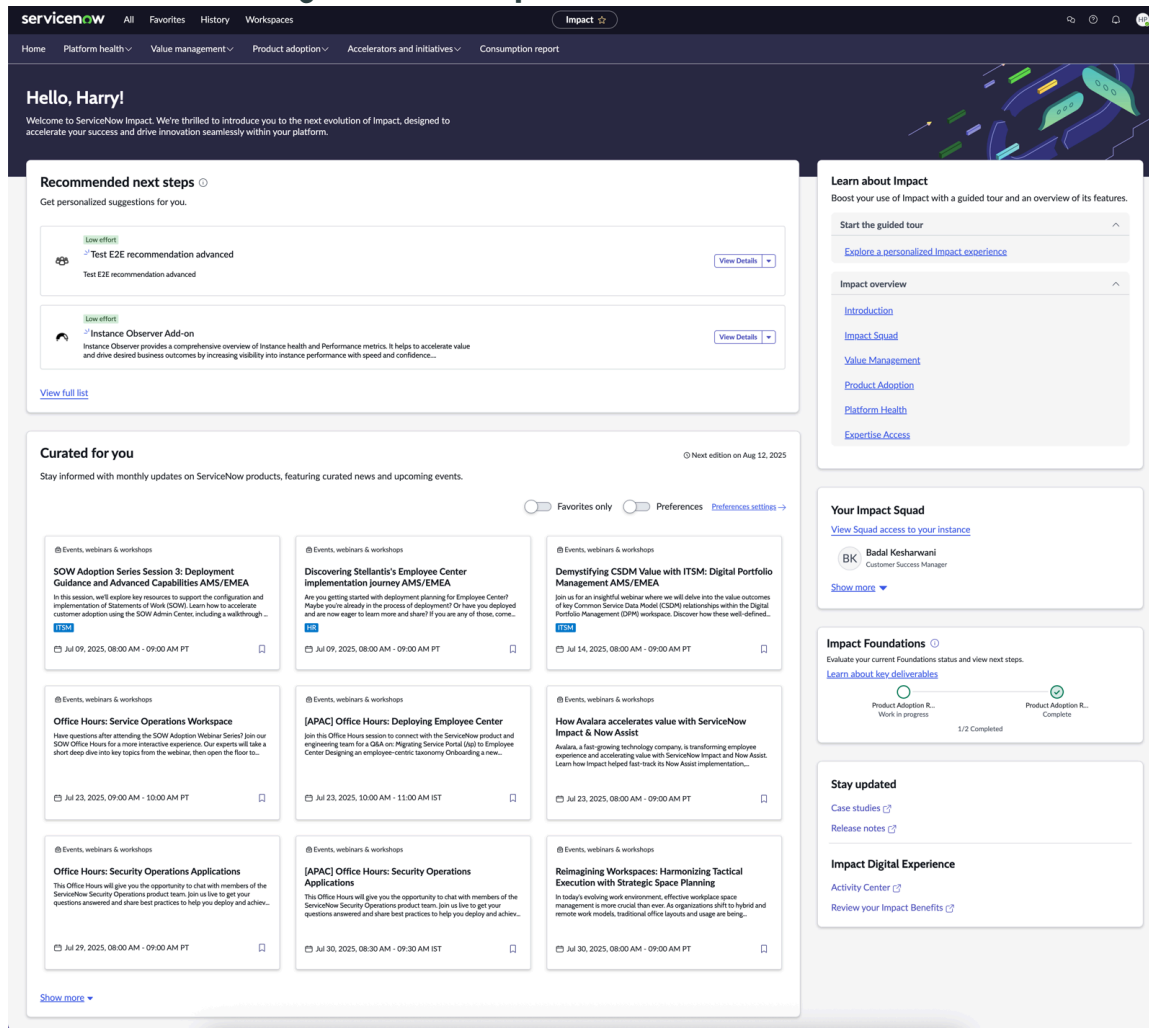 servicenow All Favorites History Workspaces Impact ☆ HP
Home Platform health Value management Product adoption Accelerators and initiatives Consumption report
Hello, Harry!
Welcome to ServiceNow Impact. We're thrilled to introduce you to the next evolution of Impact, designed to
accelerate your success and drive innovation seamlessly within your platform.
Recommended next steps
Get personalized suggestions for you.
Low effort
Test E2E recommendation advanced
Test E2E recommendation advanced
View Details
Low effort
Instance Observer Add-on
Instance Observer provides a comprehensive overview of Instance health and Performance metrics. It helps to accelerate value
and drive desired business outcomes by increasing visibility into instance performance with speed and confidence....
View Details
View full list
Curated for you
Next edition on Aug 12, 2025
Stay informed with monthly updates on ServiceNow products, featuring curated news and upcoming events.
Favorites only Preferences Preferences settings →
Events, webinars & workshops
SOW Adoption Series Session 3: Deployment
Guidance and Advanced Capabilities AMS/EMEA
In this session, we'll explore key resources to support the configuration and
implementation of Statements of Work (SOW). Learn how to accelerate
customer adoption using the SOW Admin Center, including a walkthrough ...
ITSM
Jul 09, 2025, 08:00 AM - 09:00 AM PT
Events, webinars & workshops
Discovering Stellantis's Employee Center
implementation journey AMS/EMEA
Are you getting started with deployment planning for Employee Center?
Maybe you're already in the process of deployment? Or have you deployed
and are now eager to learn more and share? If you are any of those, come...
HR
Jul 09, 2025, 08:00 AM - 09:00 AM PT
Events, webinars & workshops
Demystifying CSDM Value with ITSM: Digital Portfolio
Management AMS/EMEA
Join us for an insightful webinar where we will delve into the value outcomes
of key Common Service Data Model (CSDM) relationships within the Digital
Portfolio Management (DPM) workspace. Discover how these well-defined...
ITSM
Jul 14, 2025, 08:00 AM - 09:00 AM PT
Events, webinars & workshops
Office Hours: Service Operations Workspace
Have questions after attending the SOW Adoption Webinar Series? Join our
SOW Office Hours for a more interactive experience. Our experts will take a
short deep dive into key topics from the webinar, then open the floor to...
Jul 23, 2025, 09:00 AM - 10:00 AM PT
Events, webinars & workshops
[APAC] Office Hours: Deploying Employee Center
Join this Office Hours session to connect with the ServiceNow product and
engineering team for a Q&A on: Migrating Service Portal (/sp) to Employee
Center Designing an employee-centric taxonomy Onboarding a new...
Jul 23, 2025, 10:00 AM - 11:00 AM IST
Events, webinars & workshops
How Avalara accelerates value with ServiceNow
Impact & Now Assist
Avalara, a fast-growing technology company, is transforming employee
experience and accelerating value with ServiceNow Impact and Now Assist.
Learn how Impact helped fast-track its Now Assist implementation,...
Jul 23, 2025, 08:00 AM - 09:00 AM PT
Events, webinars & workshops
Office Hours: Security Operations Applications
This Office Hours will give you the opportunity to chat with members of the
ServiceNow Security Operations product team. Join us live to get your
questions answered and share best practices to help you deploy and achiev...
Jul 29, 2025, 08:00 AM - 09:00 AM PT
Events, webinars & workshops
[APAC] Office Hours: Security Operations
Applications
This Office Hours will give you the opportunity to chat with members of the
ServiceNow Security Operations product team. Join us live to get your
questions answered and share best practices to help you deploy and achiev...
Jul 30, 2025, 08:30 AM - 09:30 AM IST
Events, webinars & workshops
Reimagining Workspaces: Harmonizing Tactical
Execution with Strategic Space Planning
In today's evolving work environment, effective workplace space
management is more crucial than ever. As organizations shift to hybrid and
remote work models, traditional office layouts and usage are being...
Jul 30, 2025, 08:00 AM - 09:00 AM PT
Show more
Learn about Impact
Boost your use of Impact with a guided tour and an overview of its features.
Start the guided tour
Explore a personalized Impact experience
Impact overview
Introduction
Impact Squad
Value Management
Product Adoption
Platform Health
Expertise Access
Your Impact Squad
View Squad access to your instance
BK
Badal Kesharwani
Customer Success Manager
Show more
Impact Foundations
Evaluate your current Foundations status and view next steps.
Learn about key deliverables
Product Adoption R... Product Adoption R...
Work in progress Complete
1/2 Completed
Stay updated
Case studies
Release notes
Impact Digital Experience
Activity Center
Review your Impact Benefits